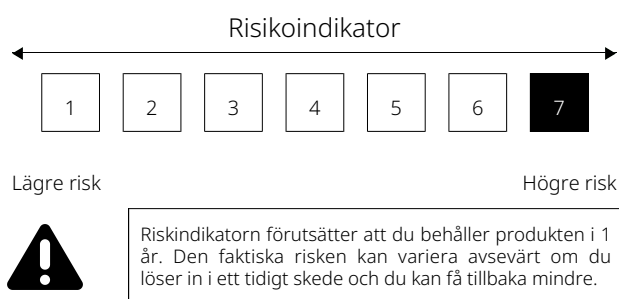 Risikoindikator
1 2 3 4 5 6 7
Lägre risk Högre risk
Riskindikatorn förutsätter att du behåller produkten i 1
år. Den faktiska risken kan variera avsevärt om du
löser in i ett tidigt skede och du kan få tillbaka mindre.